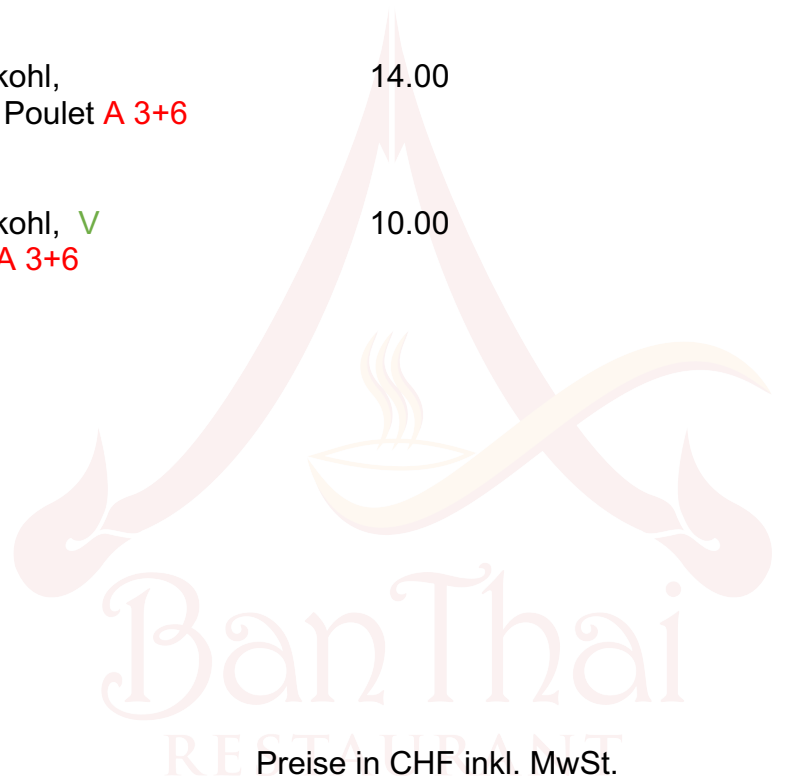 kohl, 14.00
Poulet A 3+6
kohl, V 10.00
A 3+6
BanThai
RESTAURANT
Preise in CHF inkl. MwSt.